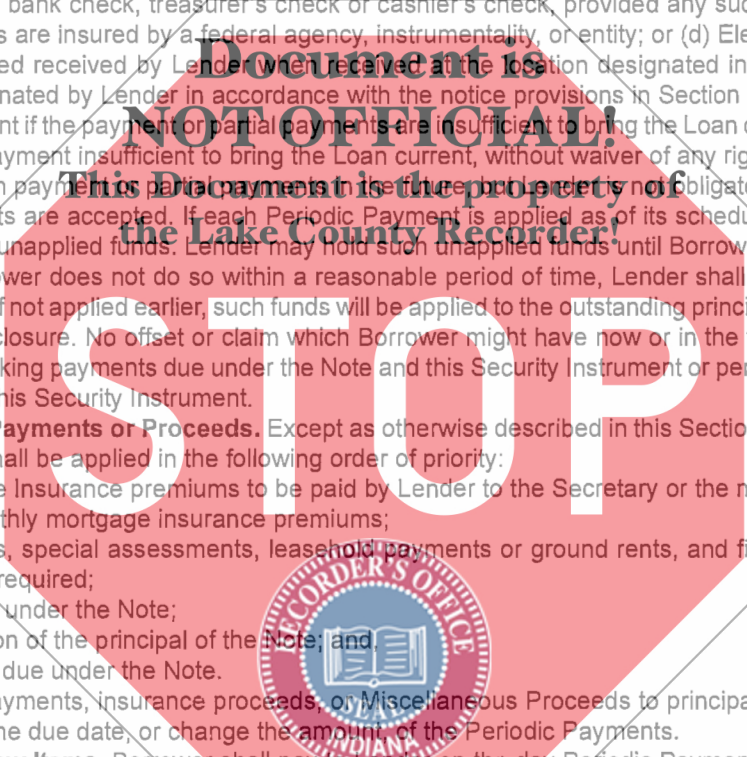 bank check, treasurer's check or cashier's check, provided any suc
s are insured by a federal agency, instrumentality, or entity; or (d) Ele
ed received by Lender when received at the location designated in
nated by Lender in accordance with the notice provisions in Section
nt if the payment or partial payments are insufficient to bring the Loan
ayment insufficient to bring the Loan current, without waiver of any rig
payment or partial payments in the future, but Lender is not obligat
ts are accepted. If each Periodic Payment is applied as of its schedu
unapplied funds. Lender may hold such unapplied funds until Borrow
wer does not do so within a reasonable period of time, Lender shall
f not applied earlier, such funds will be applied to the outstanding princi
closure. No offset or claim which Borrower might have now or in the
king payments due under the Note and this Security Instrument or per
his Security Instrument.
Payments or Proceeds. Except as otherwise described in this Sectio
all be applied in the following order of priority:
e Insurance premiums to be paid by Lender to the Secretary or the m
thly mortgage insurance premiums;
s, special assessments, leasehold payments or ground rents, and fi
required;
under the Note;
on of the principal of the Note; and,
due under the Note.
ayments, insurance proceeds, or Miscellaneous Proceeds to principa
he due date, or change the amount, of the Periodic Payments.
Document is
NOT OFFICIAL!
This Document is the property of
the Lake County Recorder!
STOP
RECORDER'S OFFICE
SEAL
INDIANA